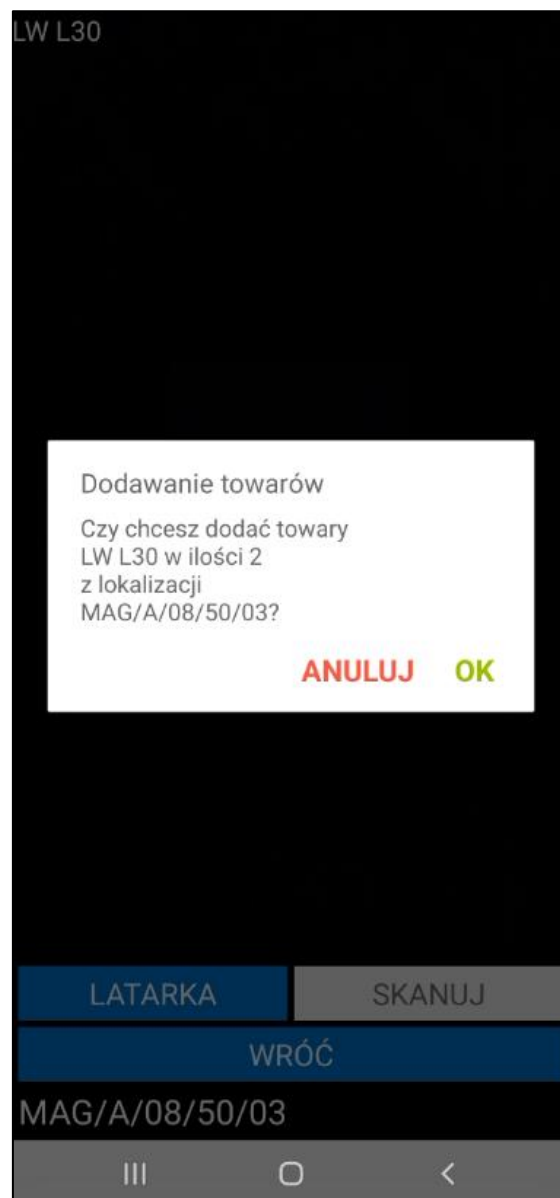 LW L30
Dodawanie towarów
Czy chcesz dodać towary
LW L30 w ilości 2
z lokalizacji
MAG/A/08/50/03?
ANULUJ OK
LATARKA SKANUJ
WRÓĆ
MAG/A/08/50/03